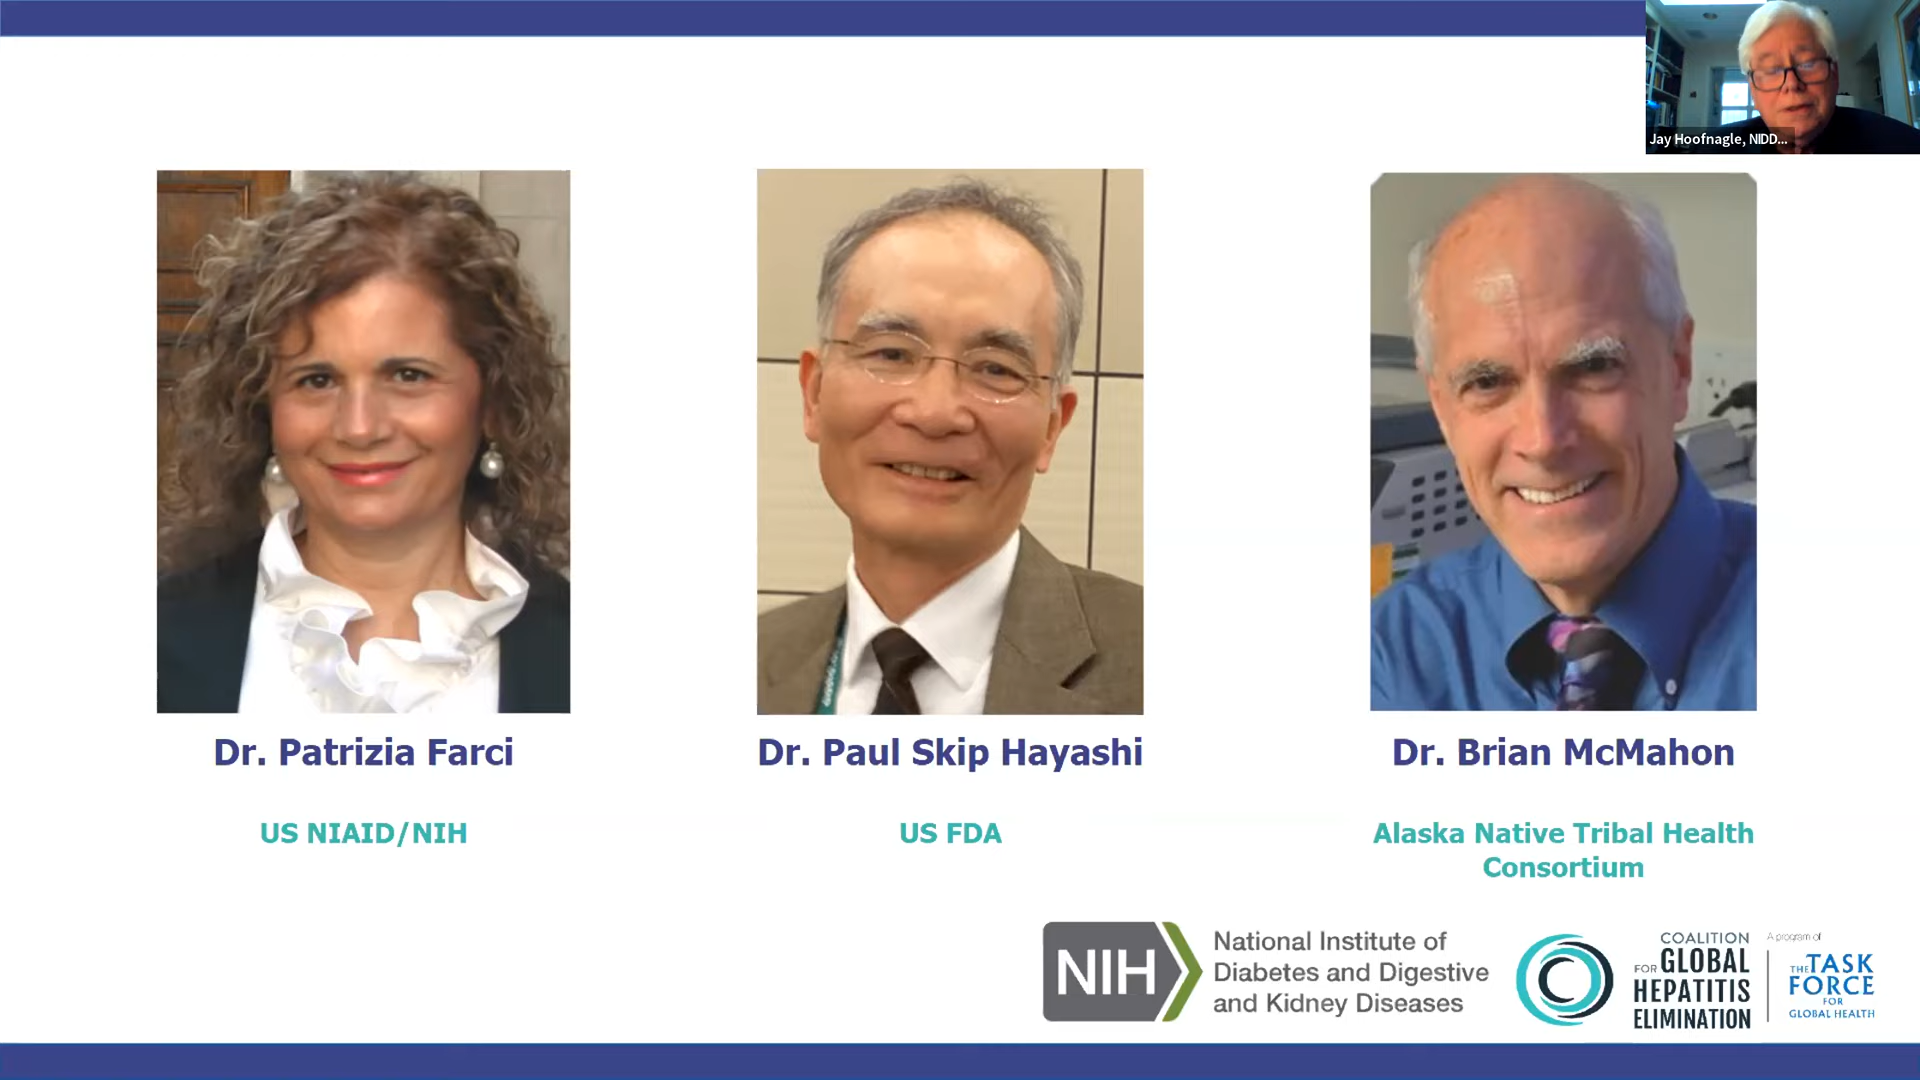 Jay Hoofnagle, NIDD...
Dr. Patrizia Farci
US NIAID/NIH
Dr. Paul Skip Hayashi
US FDA
Dr. Brian McMahon
Alaska Native Tribal Health
Consortium
NIH
National Institute of
Diabetes and Digestive
and Kidney Diseases
COALITION
FOR GLOBAL
HEPATITIS
ELIMINATION
A program of
THE TASK
FORCE
FOR
GLOBAL HEALTH